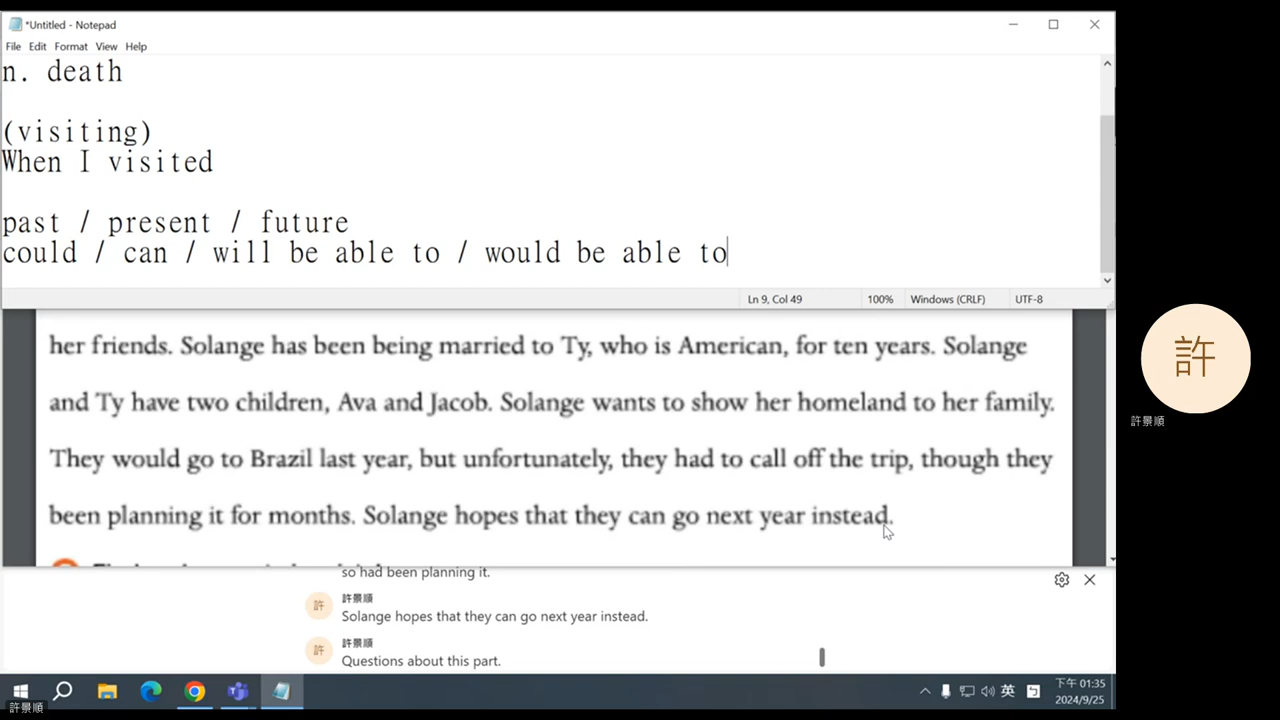 *Untitled - Notepad
File Edit Format View Help
n. death
(visiting)
When I visited
past / present / future
could / can / will be able to / would be able to
Ln 9, Col 49 100% Windows (CRLF) UTF-8
her friends. Solange has been being married to Ty, who is American, for ten years. Solange
and Ty have two children, Ava and Jacob. Solange wants to show her homeland to her family.
They would go to Brazil last year, but unfortunately, they had to call off the trip, though they
been planning it for months. Solange hopes that they can go next year instead.
so had been planning it.
許 許景順
Solange hopes that they can go next year instead.
許 許景順
Questions about this part.
許
許景順
英 ㄅ 下午 01:35
2024/9/25
許景順